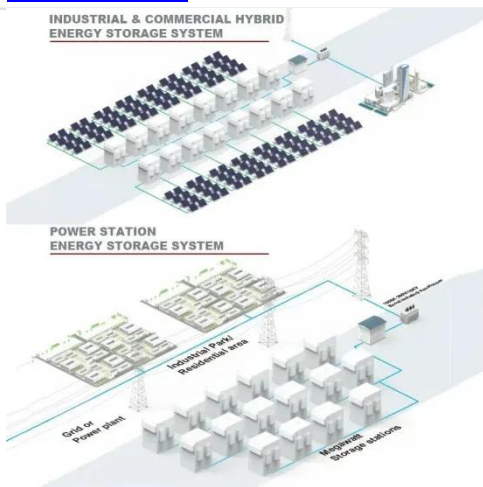 INDUSTRIAL & COMMERCIAL HYBRID
ENERGY STORAGE SYSTEM
POWER STATION
ENERGY STORAGE SYSTEM
Industrial Park/
Residential area
Grid or
Power plant
Megawatt
Storage stations